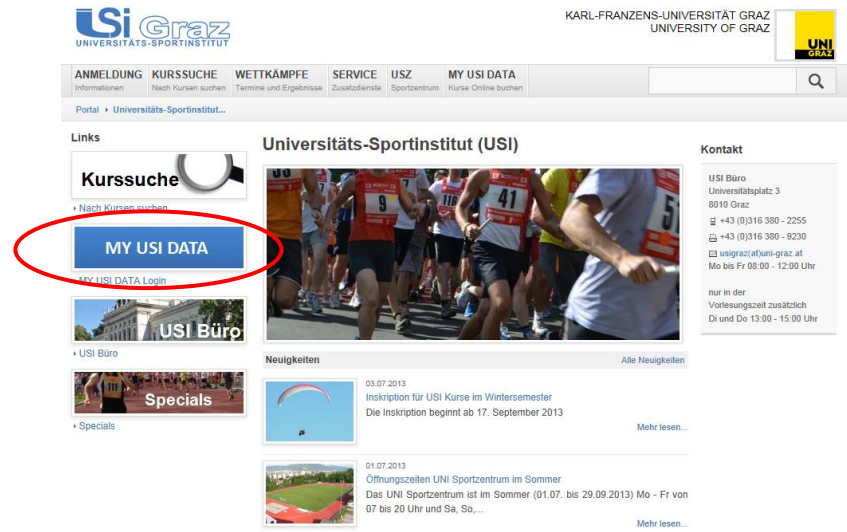 USi Graz
UNIVERSITÄTS-SPORTINSTITUT
KARL-FRANZENS-UNIVERSITÄT GRAZ
UNIVERSITY OF GRAZ
UNI
GRAZ
ANMELDUNG KURSSUCHE WETTKÄMPFE SERVICE USZ MY USI DATA
Informationen Nach Kursen suchen Termine und Ergebnisse Zusatzdienste Sportzentrum Kurse Online buchen
Portal Universitäts-Sportinstitut...
Links
Kurssuche
Nach Kursen suchen
MY USI DATA
MY USI DATA Login
USI Büro
USI Büro
Specials
Specials
Universitäts-Sportinstitut (USI)
9
116
41
5
Neuigkeiten Alle Neuigkeiten
03.07.2013
Inskription für USI Kurse im Wintersemester
Die Inskription beginnt ab 17. September 2013
Mehr lesen...
01.07.2013
Öffnungszeiten UNI Sportzentrum im Sommer
Das UNI Sportzentrum ist im Sommer (01.07. bis 29.09.2013) Mo - Fr von
07 bis 20 Uhr und Sa, So,...
Mehr lesen...
Kontakt
USI Büro
Universitätsplatz 3
8010 Graz
+43 (0)316 380 - 2255
+43 (0)316 380 - 9230
usigraz(at)uni-graz.at
Mo bis Fr 08:00 - 12:00 Uhr
nur in der
Vorlesungszeit zusätzlich
Di und Do 13:00 - 15:00 Uhr